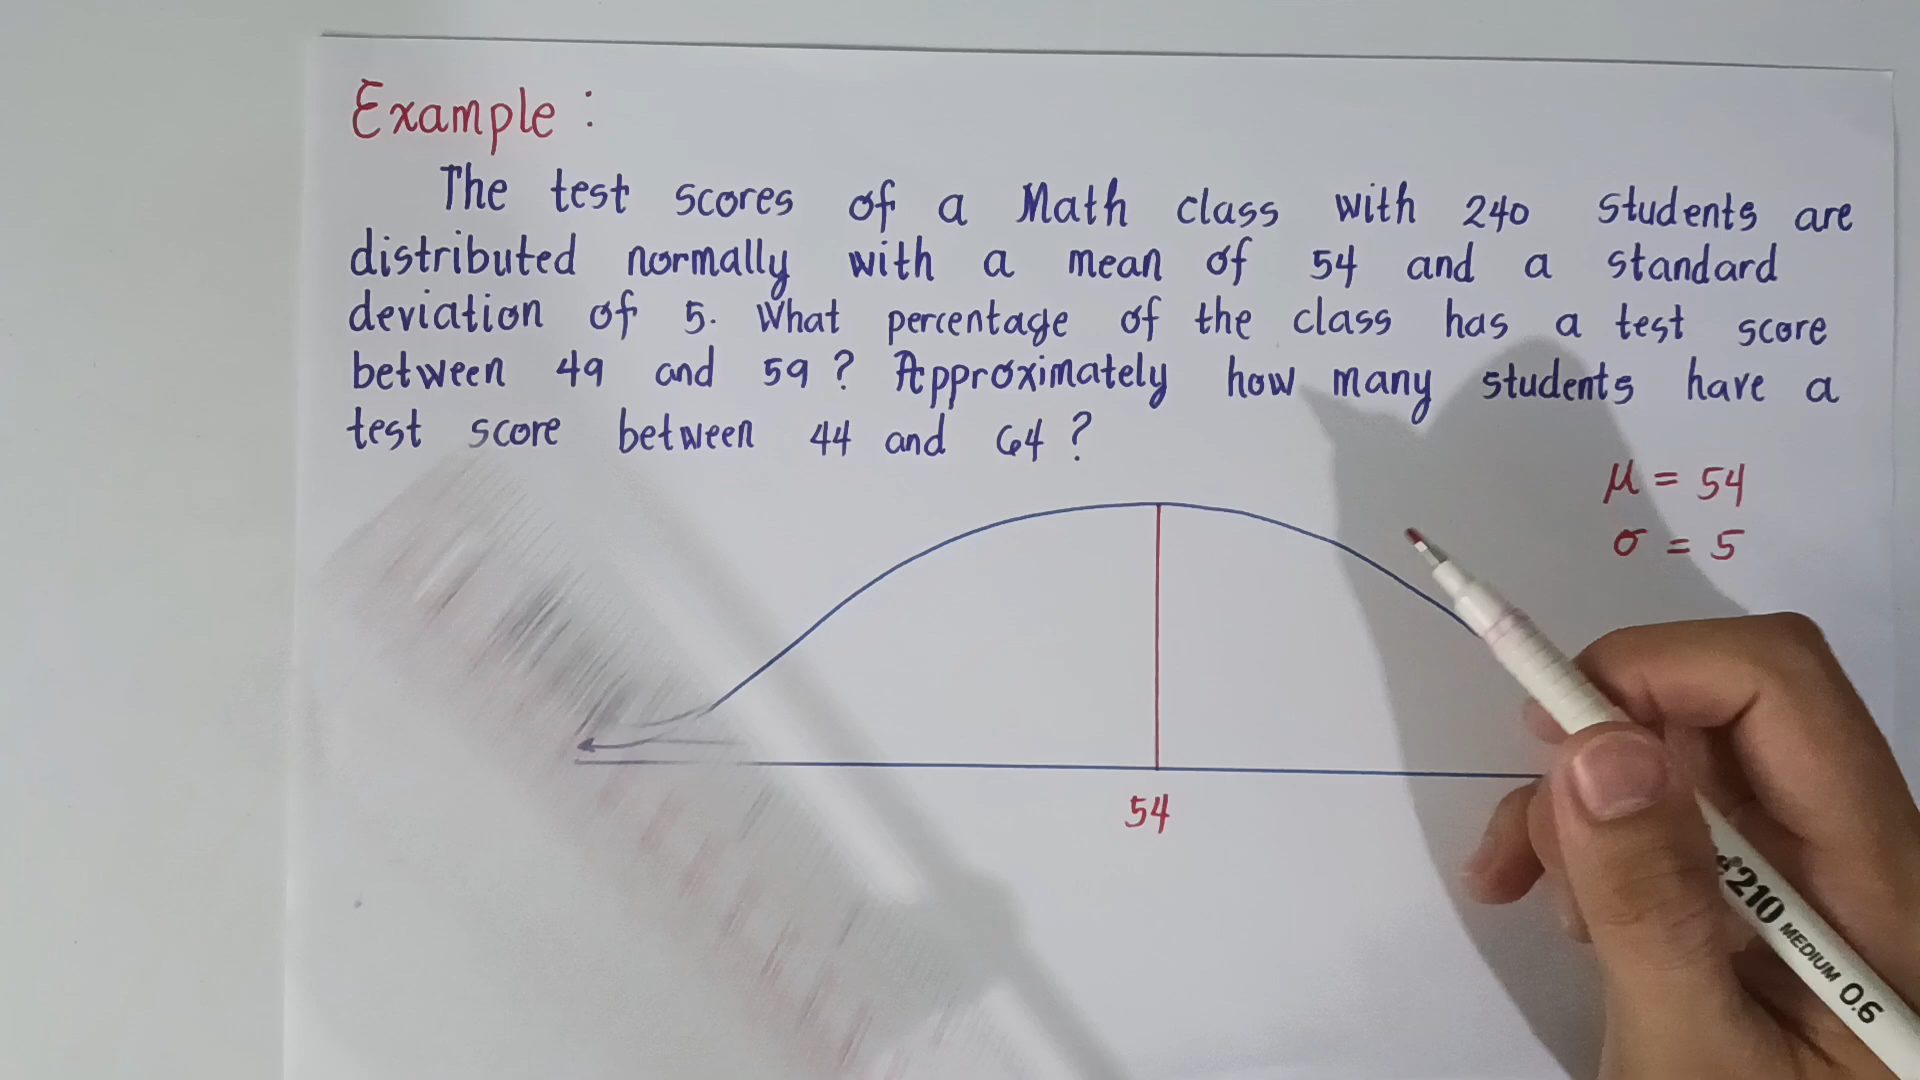 Example :
The test scores of a Math class with 240 students are
distributed normally with a mean of 54 and a standard
deviation of 5. What percentage of the class has a test score
between 49 and 59 ? Approximately how many students have a
test score between 44 and 64 ?
μ = 54
σ = 5
54
210 MEDIUM 0.6